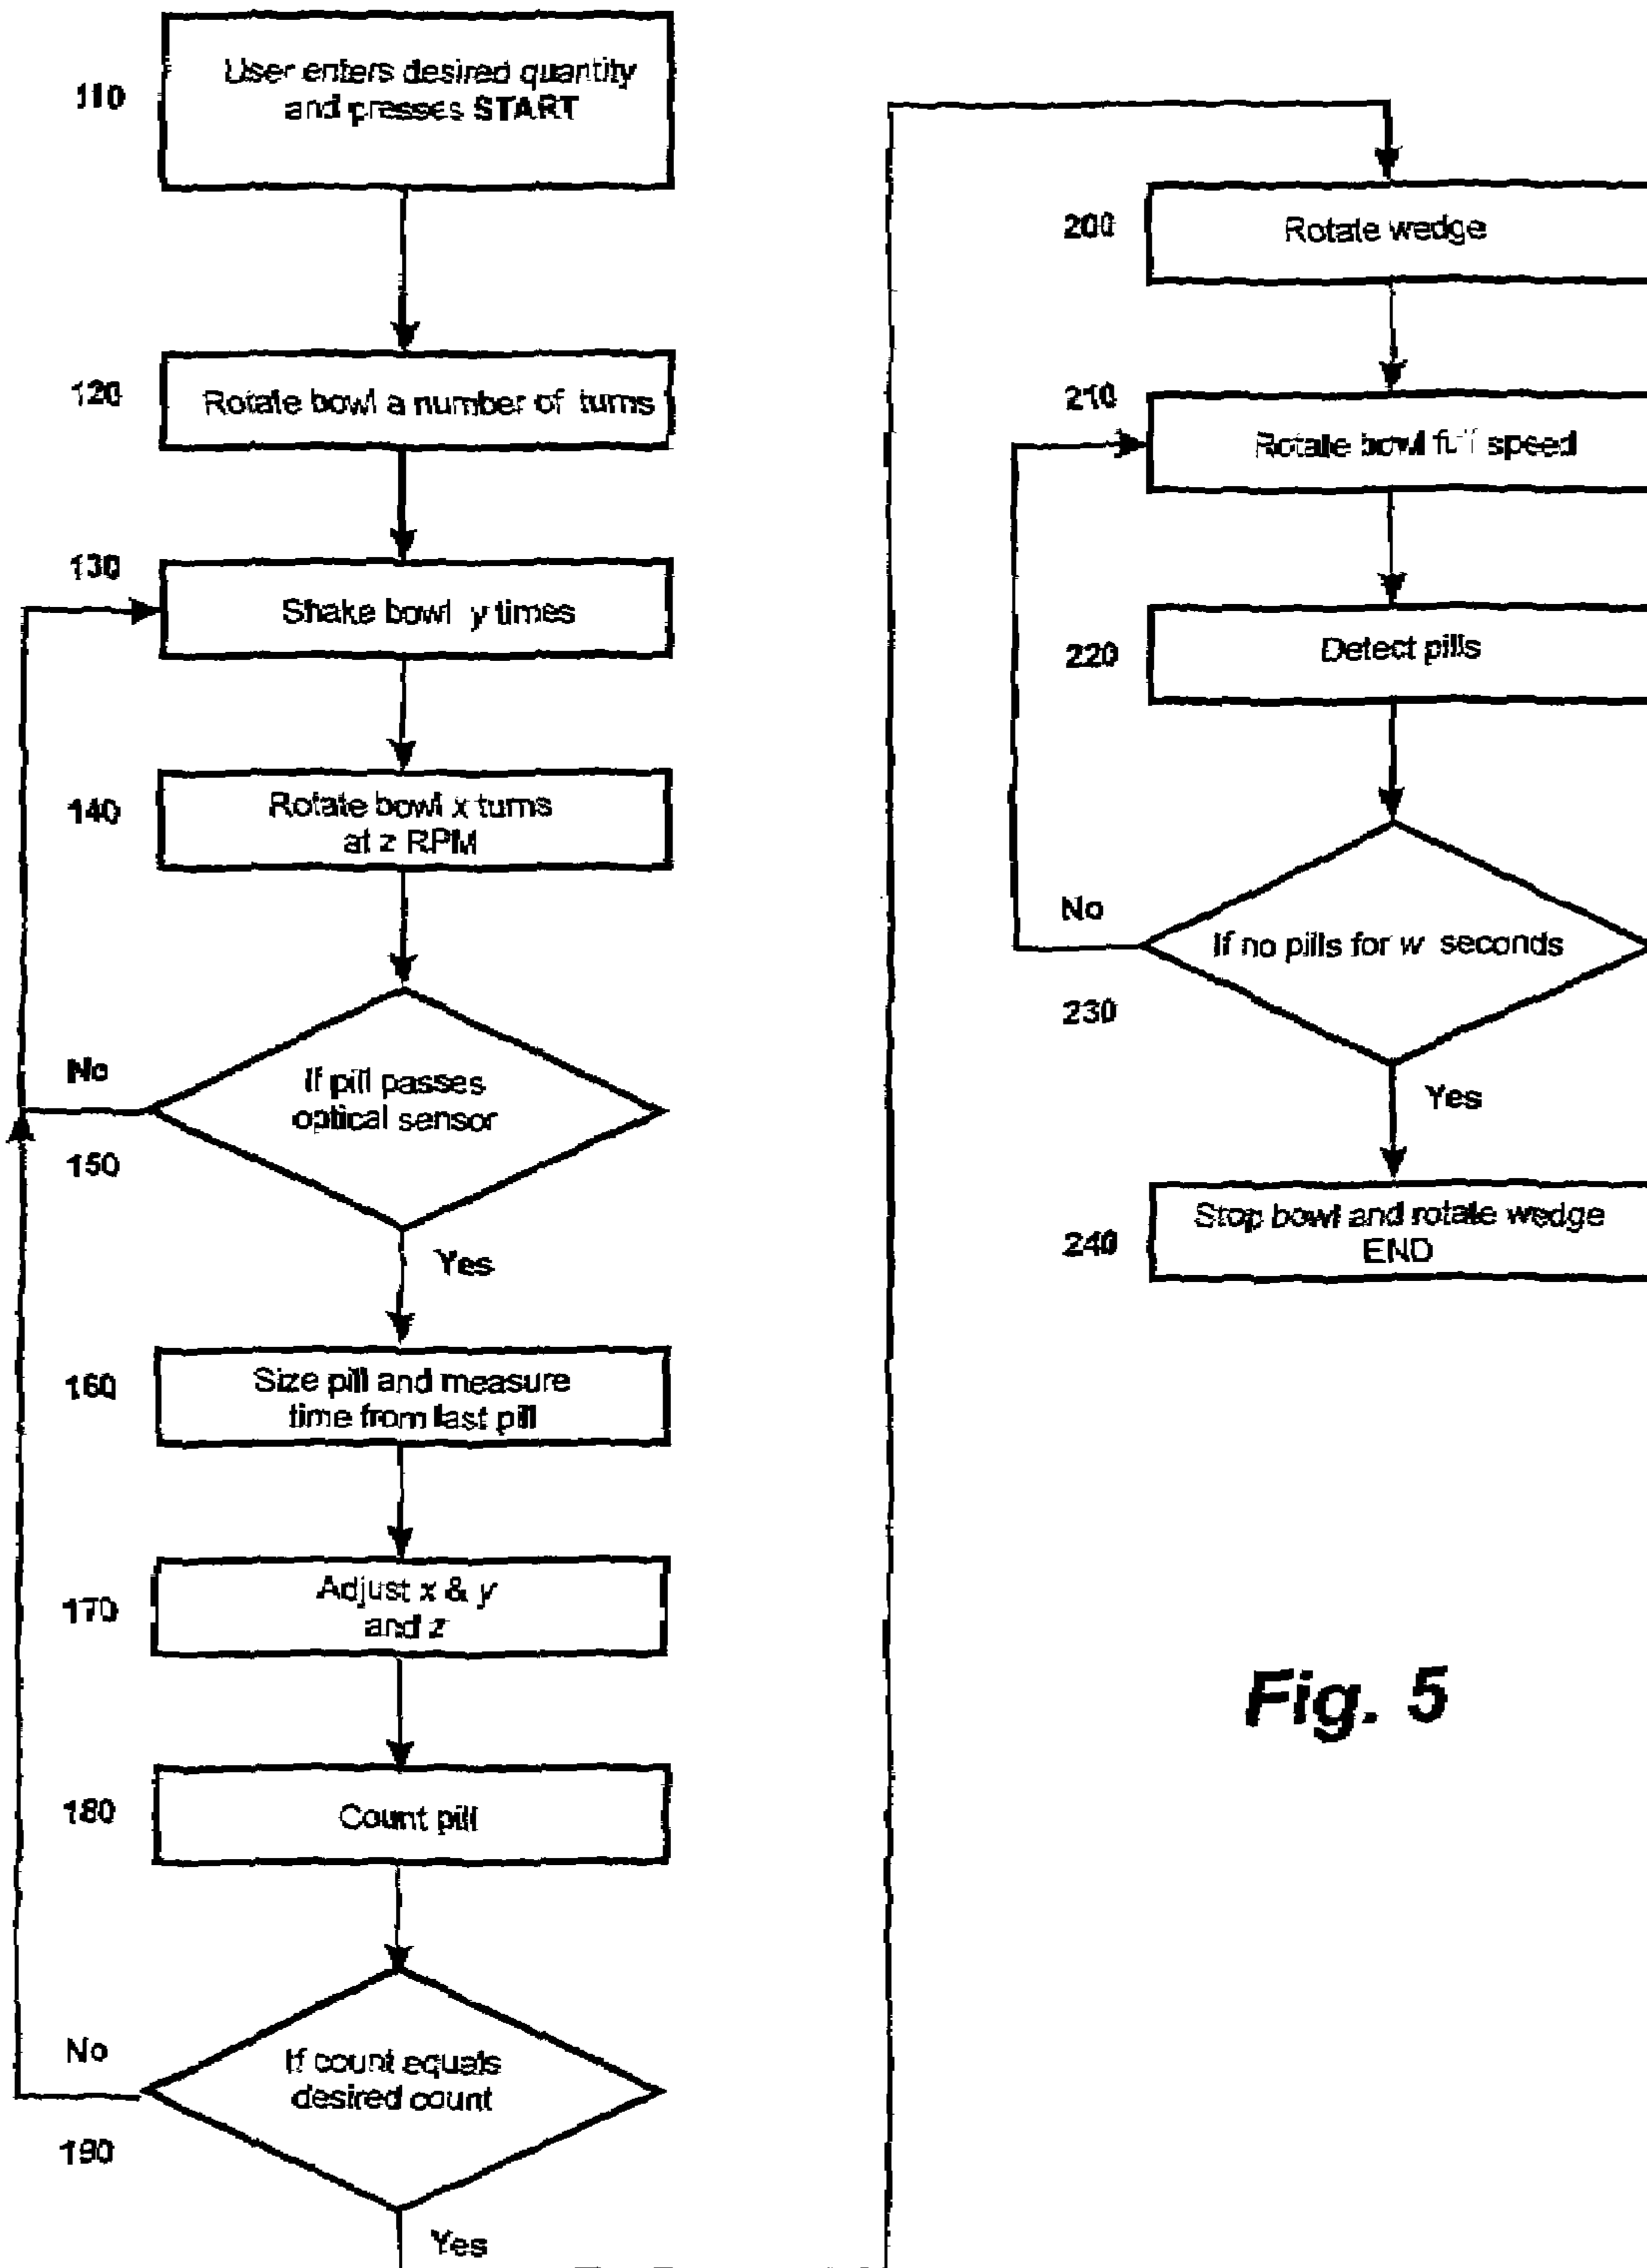 110
User enters desired quantity
and presses START
120
Rotate bowl a number of turns
130
Shake bowl y times
140
Rotate bowl x turns
at z RPM
No
If pill passes
optical sensor
150
Yes
160
Size pill and measure
time from last pill
170
Adjust x & y
and z
180
Count pill
No
If count equals
desired count
190
Yes
200
Rotate wedge
210
Rotate bowl full speed
220
Detect pills
No
If no pills for w seconds
230
Yes
240
Stop bowl and rotate wedge
END
Fig. 5